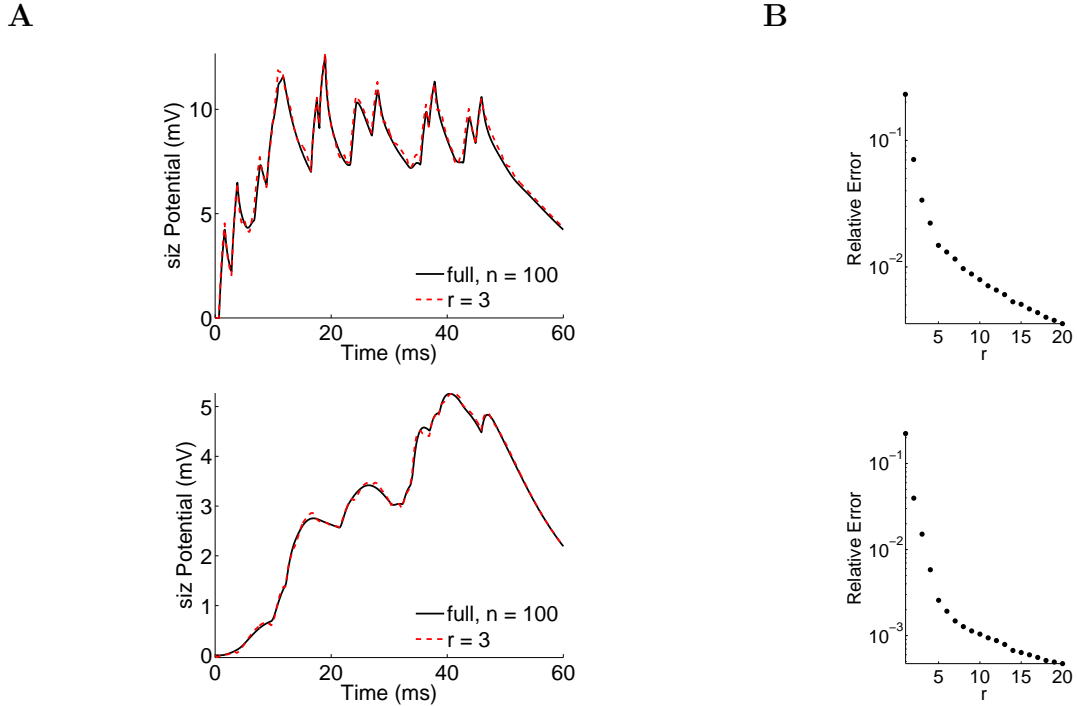 A
B
siz Potential (mV)
10
5
0
full, n = 100
r = 3
0
20
40
60
Time (ms)
Relative Error
10⁻¹
10⁻²
5
10
15
20
r
siz Potential (mV)
5
4
3
2
1
0
full, n = 100
r = 3
0
20
40
60
Time (ms)
Relative Error
10⁻¹
10⁻²
10⁻³
5
10
15
20
r